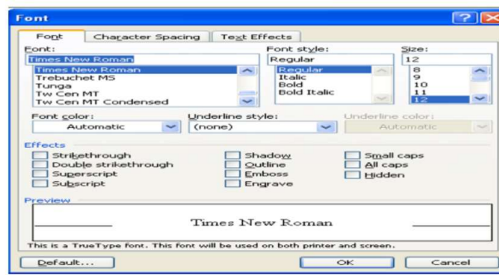 Font
Font Character Spacing Text Effects
Font: Font style: Size:
Times New Roman Regular 12
Times New Roman Regular 8
Trebuchet MS Italic 9
Tunga Bold 10
Tw Cen MT Bold Italic 11
Tw Cen MT Condensed 12
Font color: Underline style: Underline color:
Automatic (none) Automatic
Effects
Strikethrough Shadow Small caps
Double strikethrough Outline All caps
Superscript Emboss Hidden
Subscript Engrave
Preview
Times New Roman
This is a TrueType font. This font will be used on both printer and screen.
Default... OK Cancel